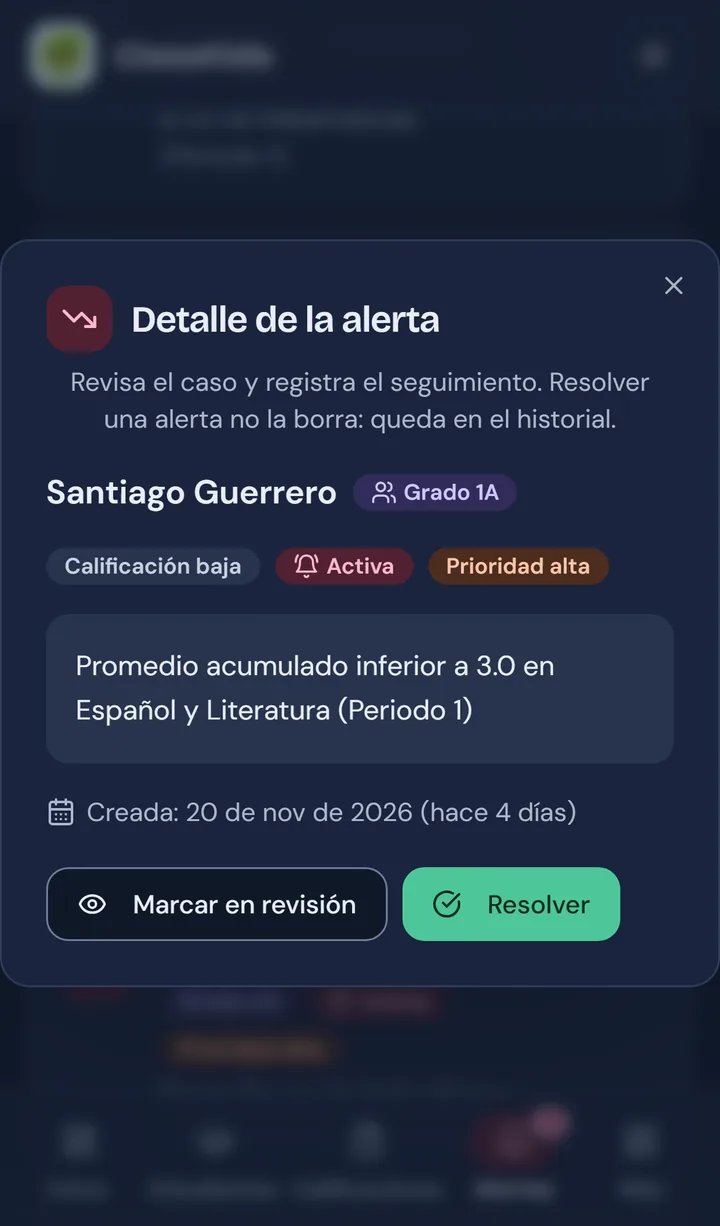 Detalle de la alerta
Revisa el caso y registra el seguimiento. Resolver
una alerta no la borra: queda en el historial.
Santiago Guerrero
Grado 1A
Calificación baja
Activa
Prioridad alta
Promedio acumulado inferior a 3.0 en
Español y Literatura (Periodo 1)
Creada: 20 de nov de 2026 (hace 4 días)
Marcar en revisión
Resolver